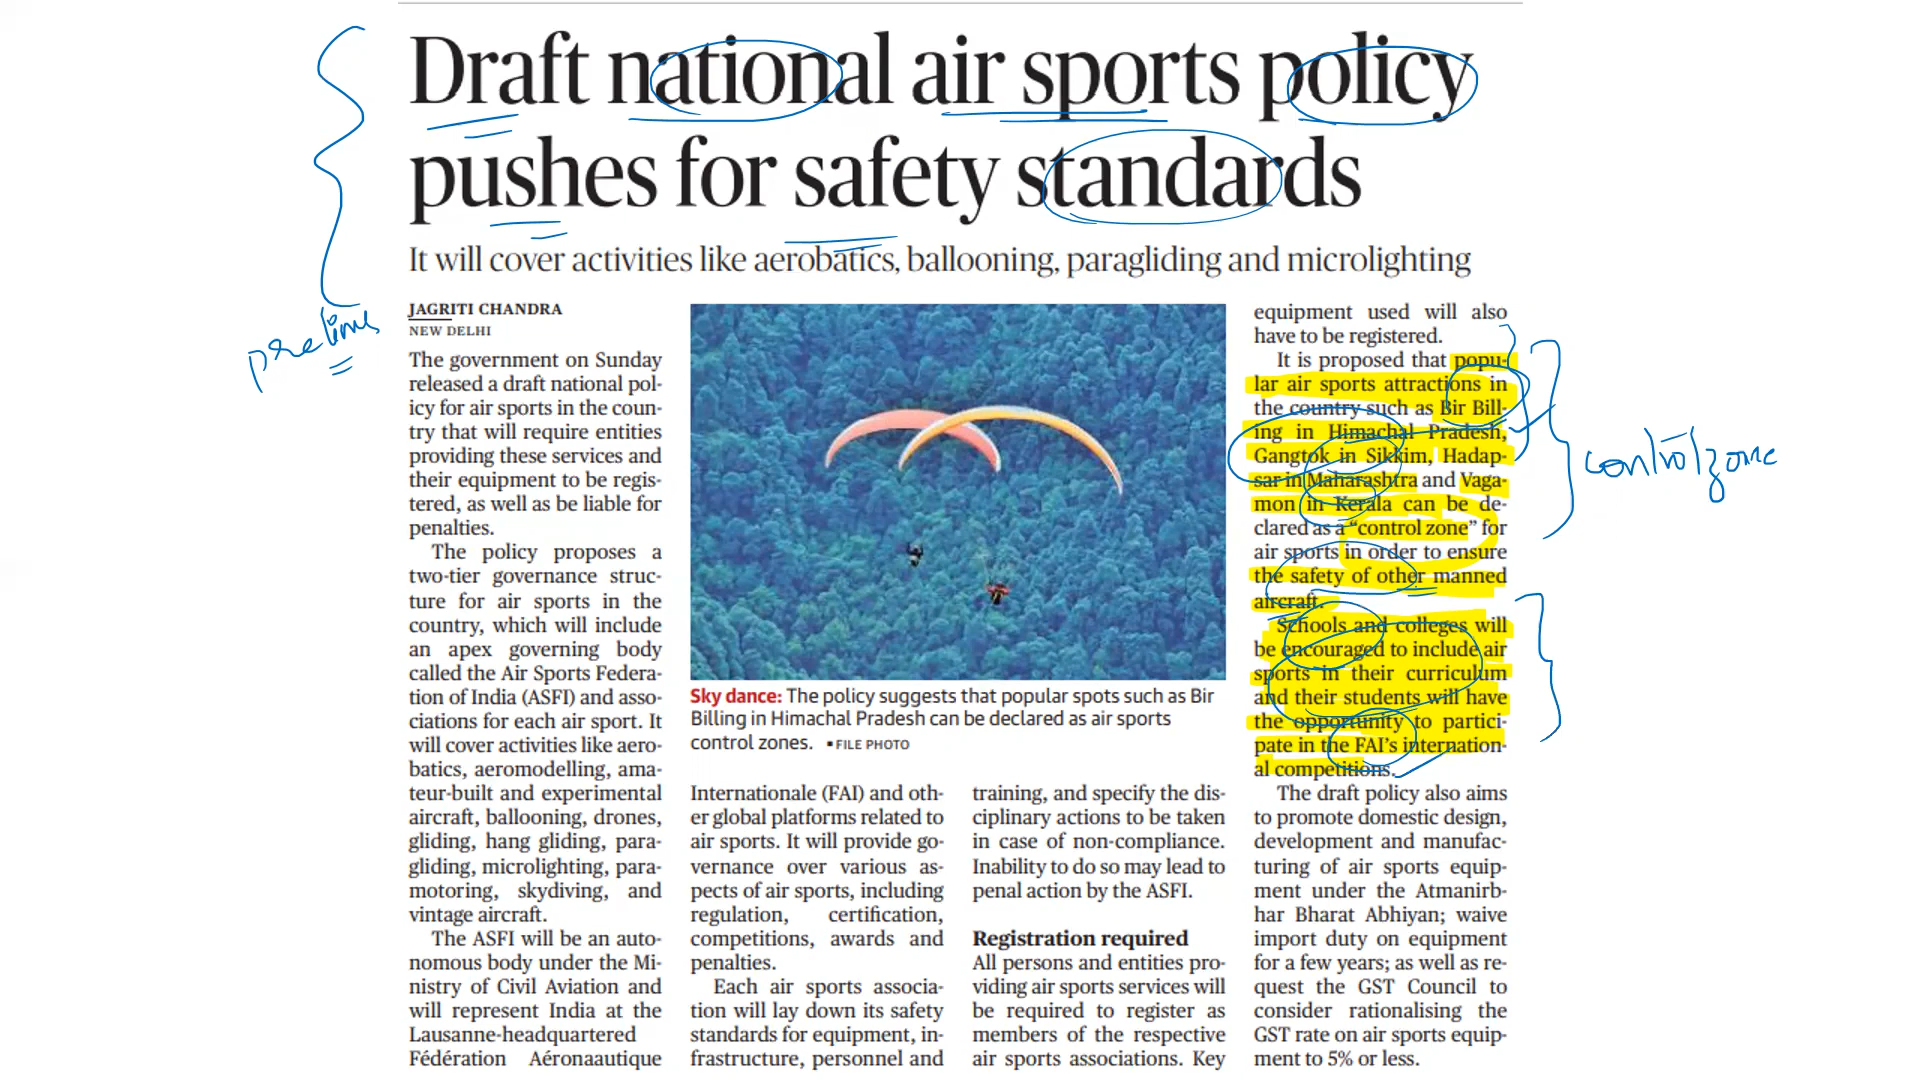 Draft national air sports policy
pushes for safety standards
It will cover activities like aerobatics, ballooning, paragliding and microlighting
prelims
JAGRITI CHANDRA
NEW DELHI
The government on Sunday
released a draft national pol-
icy for air sports in the coun-
try that will require entities
providing these services and
their equipment to be regis-
tered, as well as be liable for
penalties.
The policy proposes a
two-tier governance struc-
ture for air sports in the
country, which will include
an apex governing body
called the Air Sports Federa-
tion of India (ASFI) and asso-
ciations for each air sport. It
will cover activities like aero-
batics, aeromodelling, ama-
teur-built and experimental
aircraft, ballooning, drones,
gliding, hang gliding, para-
gliding, microlighting, para-
motoring, skydiving, and
vintage aircraft.
The ASFI will be an auto-
nomous body under the Mi-
nistry of Civil Aviation and
will represent India at the
Lausanne-headquartered
Fédération Aéronaautique
Sky dance: The policy suggests that popular spots such as Bir
Billing in Himachal Pradesh can be declared as air sports
control zones. ▪FILE PHOTO
Internationale (FAI) and oth-
er global platforms related to
air sports. It will provide go-
vernance over various as-
pects of air sports, including
regulation, certification,
competitions, awards and
penalties.
Each air sports associa-
tion will lay down its safety
standards for equipment, in-
frastructure, personnel and
training, and specify the dis-
ciplinary actions to be taken
in case of non-compliance.
Inability to do so may lead to
penal action by the ASFI.
Registration required
All persons and entities pro-
viding air sports services will
be required to register as
members of the respective
air sports associations. Key
equipment used will also
have to be registered.
It is proposed that popu-
lar air sports attractions in
the country such as Bir Bill-
ing in Himachal Pradesh,
Gangtok in Sikkim, Hadap-
sar in Maharashtra and Vaga-
mon in Kerala can be de-
clared as a “control zone” for
air sports in order to ensure
the safety of other manned
aircraft.
Schools and colleges will
be encouraged to include air
sports in their curriculum
and their students will have
the opportunity to partici-
pate in the FAI’s internation-
al competitions.
The draft policy also aims
to promote domestic design,
development and manufac-
turing of air sports equip-
ment under the Atmanirb-
har Bharat Abhiyan; waive
import duty on equipment
for a few years; as well as re-
quest the GST Council to
consider rationalising the
GST rate on air sports equip-
ment to 5% or less.
control zone